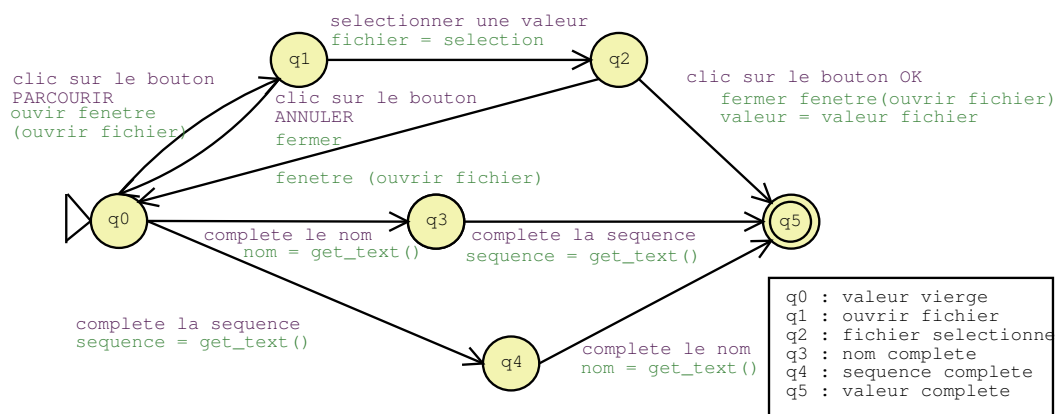 selectionner une valeur
fichier = selection
q1
q2
clic sur le bouton
PARCOURIR
ouvir fenetre
(ouvrir fichier)
clic sur le bouton
ANNULER
fermer
fenetre (ouvrir fichier)
clic sur le bouton OK
fermer fenetre(ouvrir fichier)
valeur = valeur fichier
q0
q3
q5
complete le nom
nom = get_text()
complete la sequence
sequence = get_text()
complete la sequence
sequence = get_text()
q4
complete le nom
nom = get_text()
q0 : valeur vierge
q1 : ouvrir fichier
q2 : fichier selectionne
q3 : nom complete
q4 : sequence complete
q5 : valeur complete